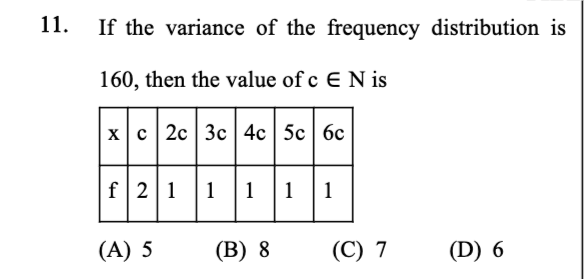 11. If the variance of the frequency distribution is
160, then the value of c ∈ N is
x c 2c 3c 4c 5c 6c
f 2 1 1 1 1 1
(A) 5 (B) 8 (C) 7 (D) 6